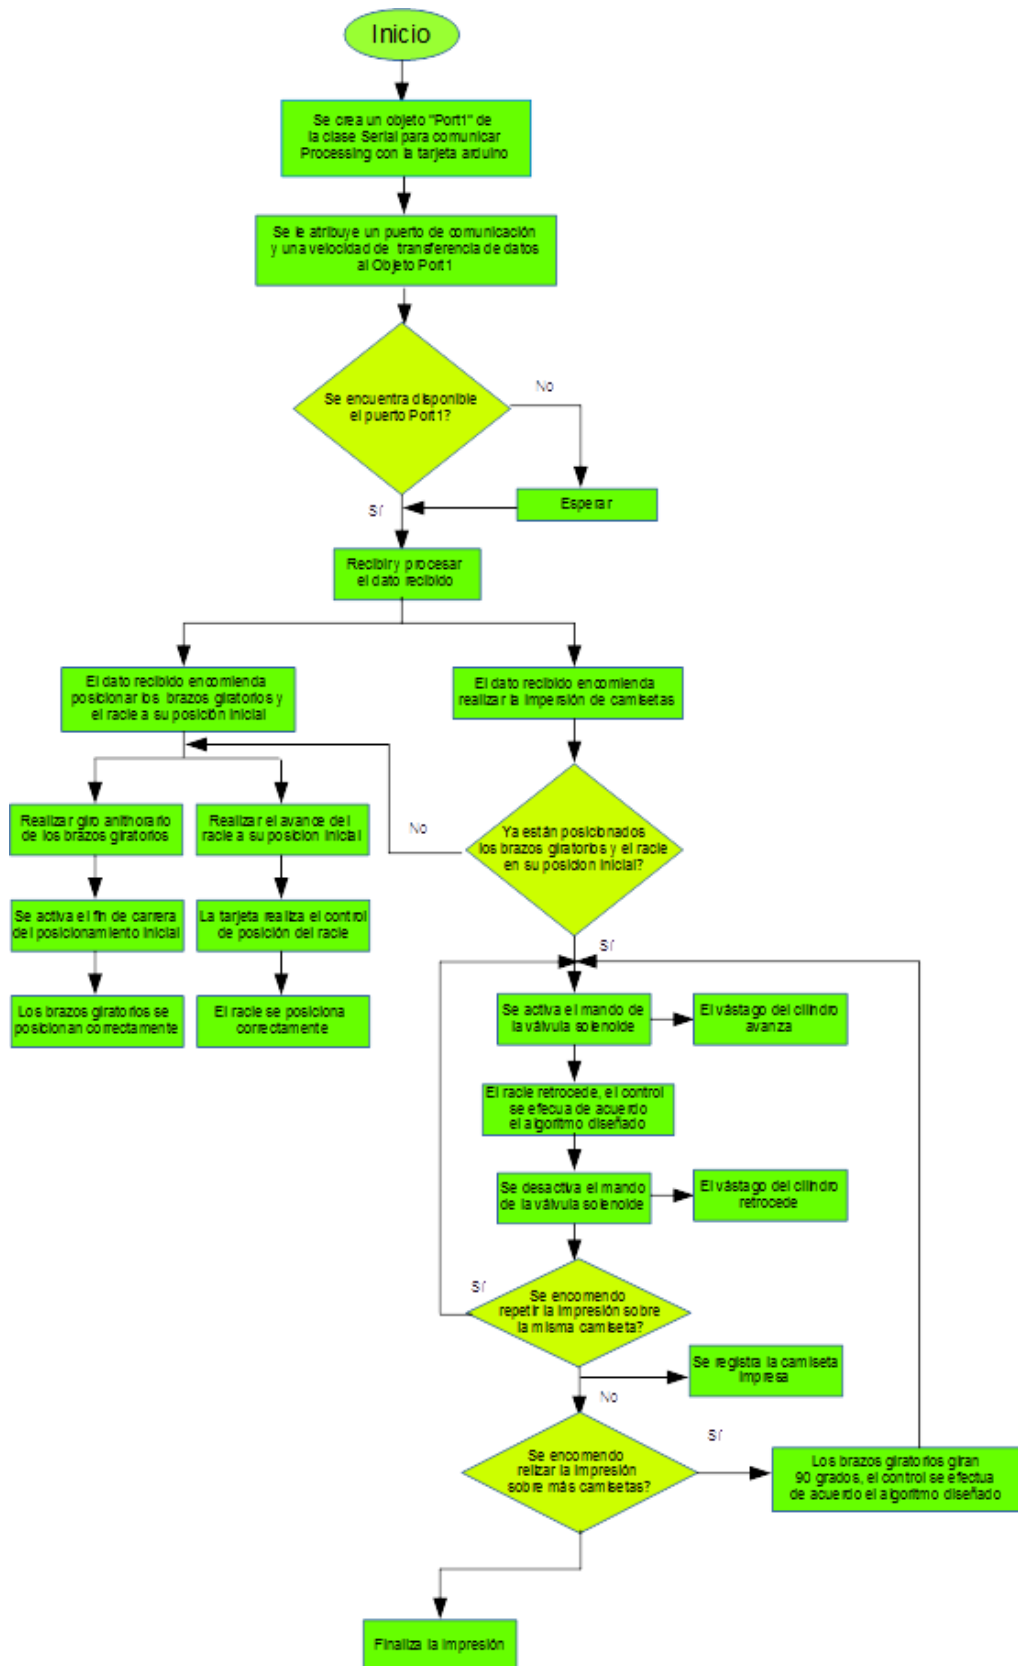 Inicio
Se crea un objeto "Port1" de
la clase Serial para comunicar
Processing con la tarjeta arduino
Se le atribuye un puerto de comunicación
y una velocidad de transferencia de datos
al Objeto Port1
Se encuentra disponible
el puerto Port1?
No
Esperar
Sí
Recibir y procesar
el dato recibido
El dato recibido encomienda
posicionar los brazos giratorios y
el racle a su posición inicial
El dato recibido encomienda
realizar la impersión de camisetas
Realizar giro antihorario
de los brazos giratorios
Realizar el avance del
racle a su posicion inicial
No
Ya están posicionados
los brazos giratorios y el racle
en su posicion inicial?
Se activa el fin de carrera
del posicionamiento inicial
La tarjeta realiza el control
de posición del racle
Sí
Los brazos giratorios se
posicionan correctamente
El racle se posiciona
correctamente
Se activa el mando de
la válvula solenoide
El vástago del cilindro
avanza
El racle retrocede, el control
se efecua de acuerdo
el algoritmo diseñado
Se desactiva el mando
de la válvula solenoide
El vástago del cilindro
retrocede
Sí
Se encomendo
repetir la impresión sobre
la misma camiseta?
Se registra la camiseta
impresa
No
Se encomendo
relizar la impresión
sobre más camisetas?
Sí
Los brazos giratorios giran
90 grados, el control se efectua
de acuerdo el algoritmo diseñado
Finaliza la impresión